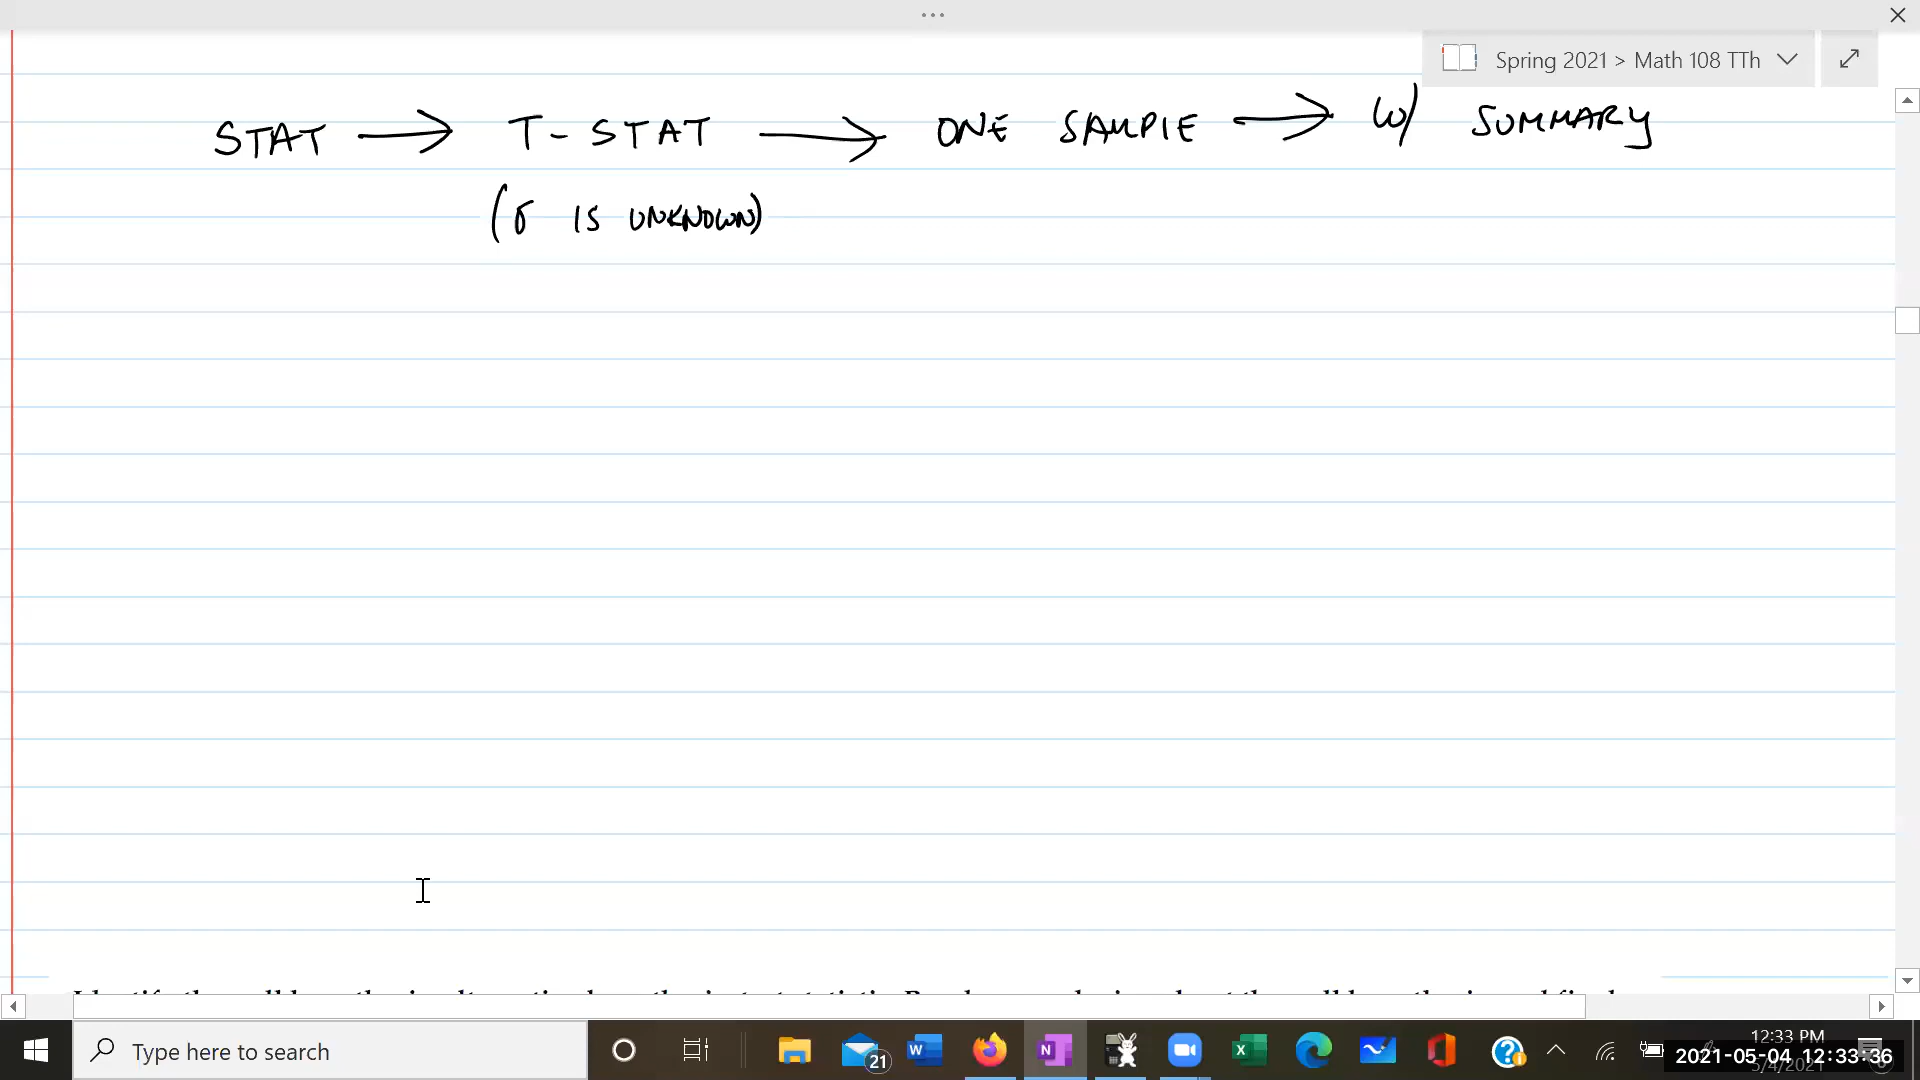 Spring 2021 > Math 108 TTh
STAT → T-STAT → ONE SAMPLE → W/ SUMMARY
(σ IS UNKNOWN)
Type here to search
21
12:33 PM
2021-05-04 12:33:36